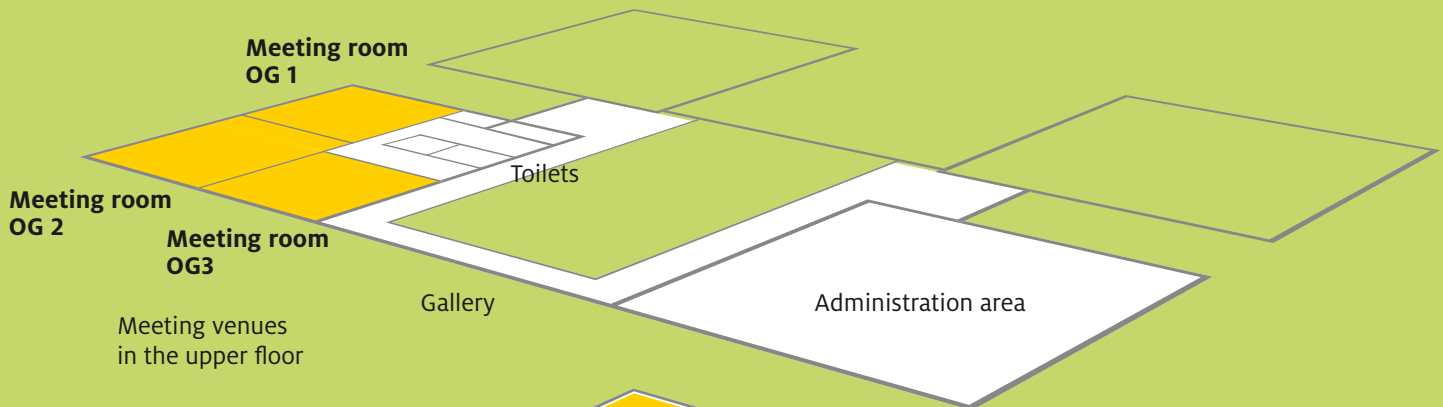 Meeting room
OG 1
Toilets
Meeting room
OG 2
Meeting room
OG3
Gallery
Administration area
Meeting venues
in the upper floor